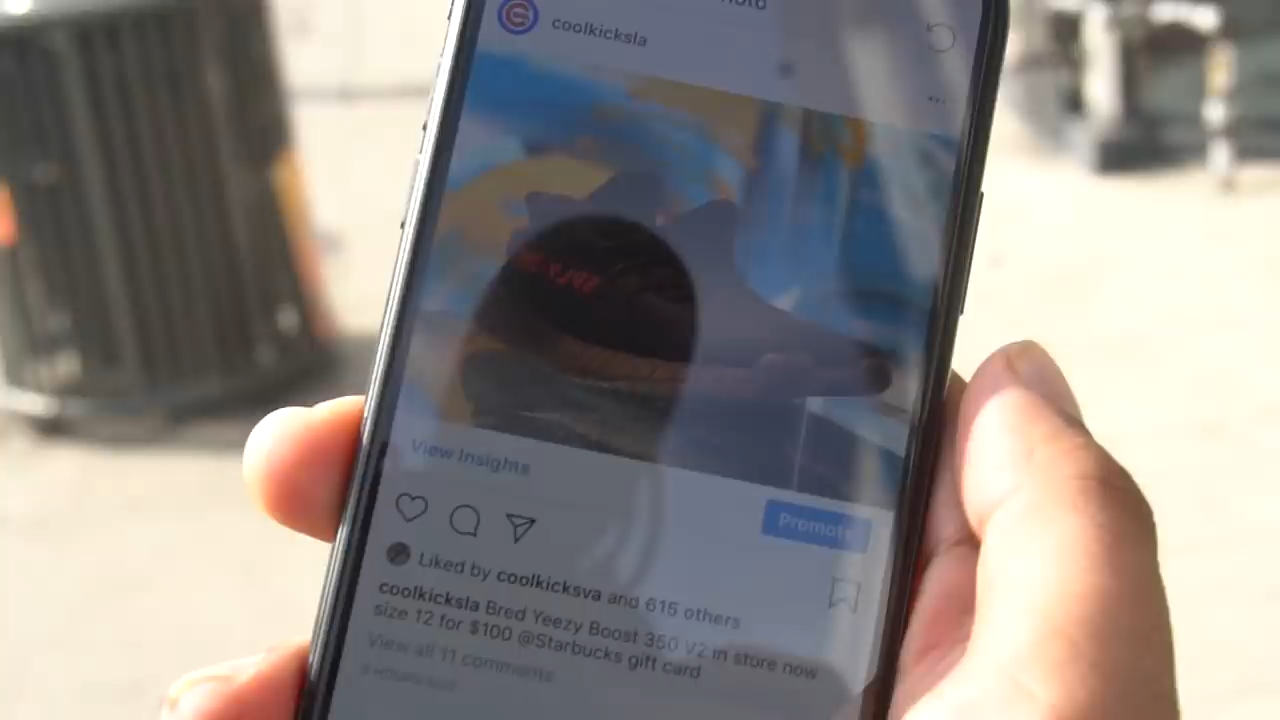 coolkicksla
View Insights
Promote
Liked by coolkicksva and 615 others
coolkicksla Bred Yeezy Boost 350 V2 in store now
size 12 for $100 @Starbucks gift card
View all 11 comments